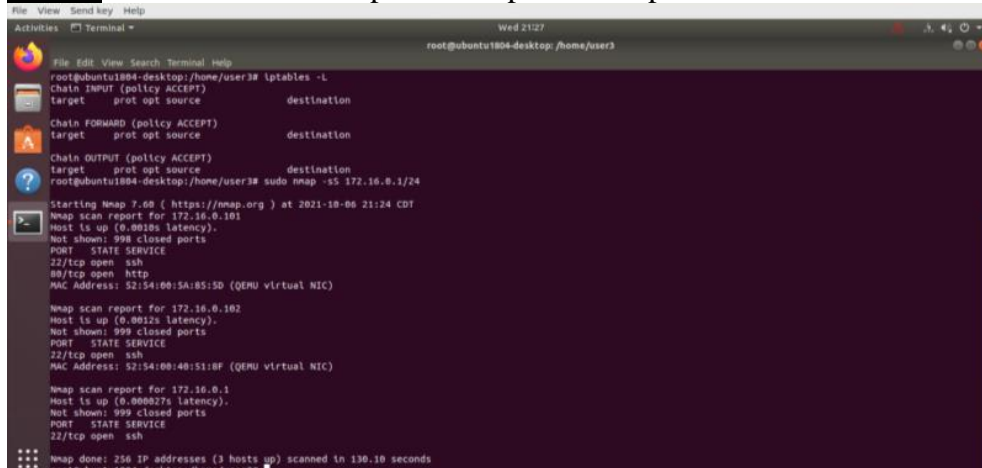 File View Send key Help
Activities Terminal Wed 21:27
root@ubuntu1804-desktop: /home/user3
File Edit View Search Terminal Help
root@ubuntu1804-desktop:/home/user3# iptables -L
Chain INPUT (policy ACCEPT)
target prot opt source destination
Chain FORWARD (policy ACCEPT)
target prot opt source destination
Chain OUTPUT (policy ACCEPT)
target prot opt source destination
root@ubuntu1804-desktop:/home/user3# sudo nmap -sS 172.16.0.1/24
Starting Nmap 7.60 ( https://nmap.org ) at 2021-10-06 21:24 CDT
Nmap scan report for 172.16.0.101
Host is up (0.0010s latency).
Not shown: 998 closed ports
PORT STATE SERVICE
22/tcp open ssh
80/tcp open http
MAC Address: 52:54:00:5A:85:5D (QEMU virtual NIC)
Nmap scan report for 172.16.0.102
Host is up (0.0012s latency).
Not shown: 999 closed ports
PORT STATE SERVICE
22/tcp open ssh
MAC Address: 52:54:00:40:51:8F (QEMU virtual NIC)
Nmap scan report for 172.16.0.1
Host is up (0.000027s latency).
Not shown: 999 closed ports
PORT STATE SERVICE
22/tcp open ssh
Nmap done: 256 IP addresses (3 hosts up) scanned in 130.10 seconds